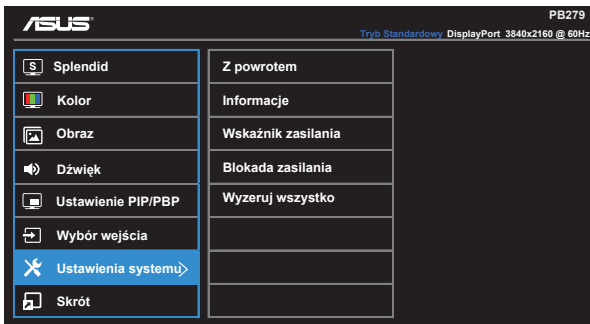 ASUS
PB279
Tryb Standardowy DisplayPort 3840x2160 @ 60Hz
S Splendid
Kolor
Obraz
Dźwięk
Ustawienie PIP/PBP
Wybór wejścia
Ustawienia systemu>
Skrót
Z powrotem
Informacje
Wskaźnik zasilania
Blokada zasilania
Wyzeruj wszystko